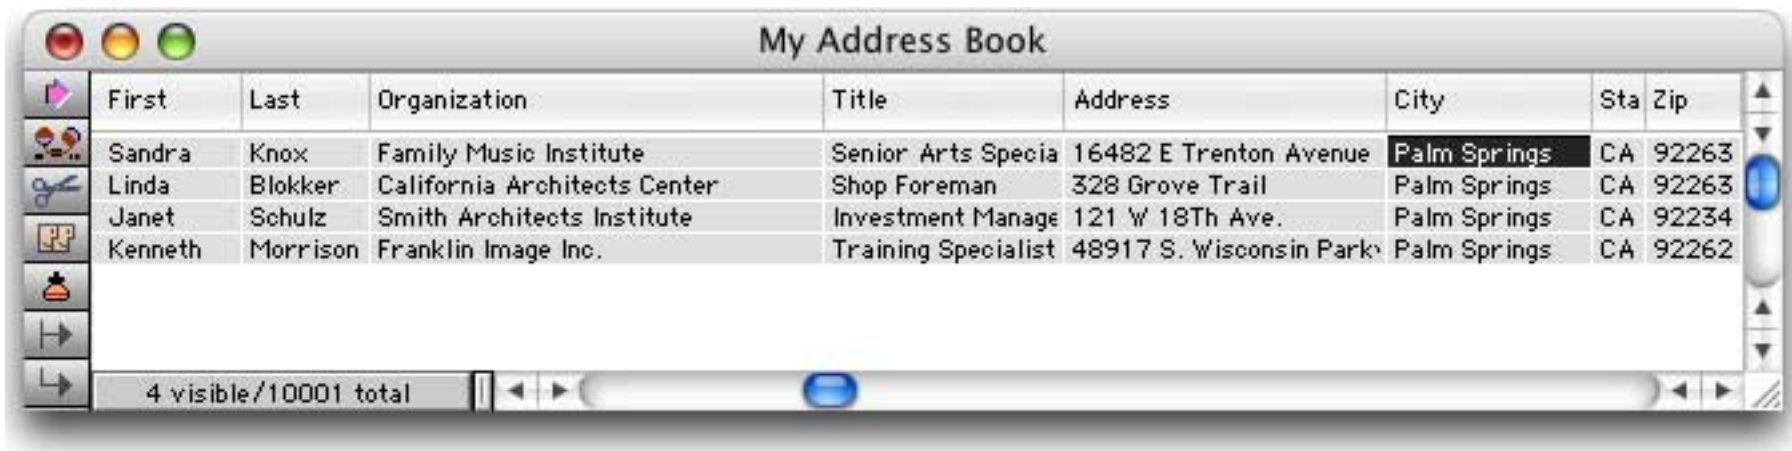 My Address Book
First Last Organization Title Address City Sta Zip
Sandra Knox Family Music Institute Senior Arts Specia 16482 E Trenton Avenue Palm Springs CA 92263
Linda Blokker California Architects Center Shop Foreman 328 Grove Trail Palm Springs CA 92263
Janet Schulz Smith Architects Institute Investment Manage 121 W 18Th Ave. Palm Springs CA 92234
Kenneth Morrison Franklin Image Inc. Training Specialist 48917 S. Wisconsin Park Palm Springs CA 92262
4 visible/10001 total